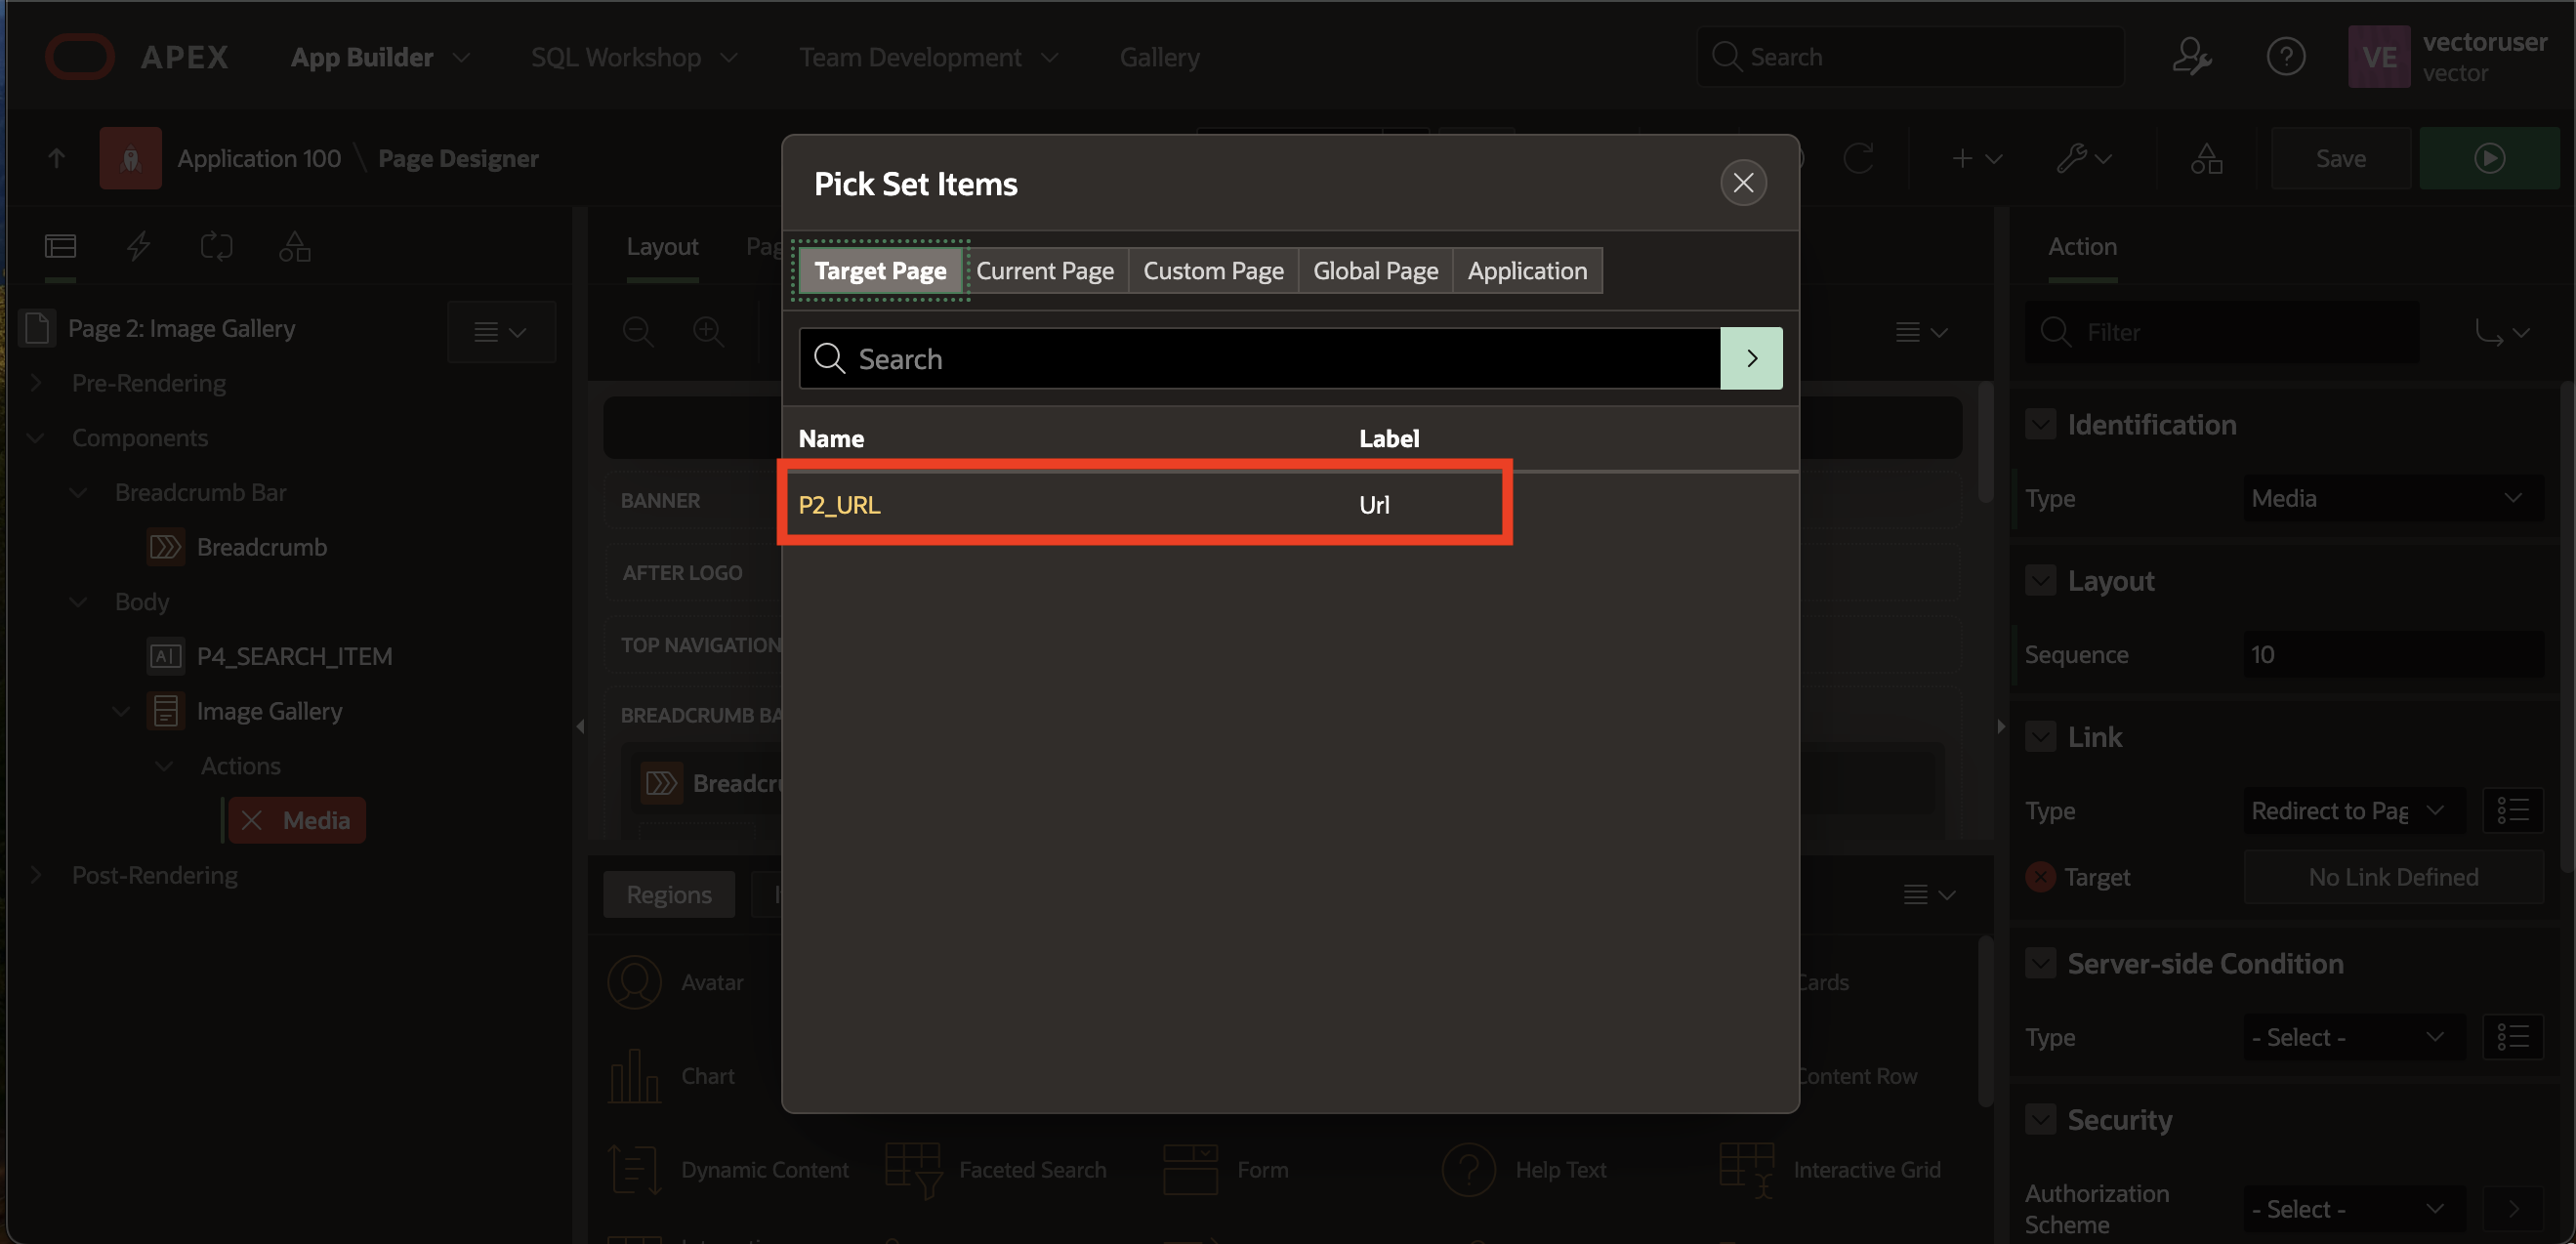 APEX App Builder SQL Workshop Team Development Gallery Search VE vectoruser
vector
Application 100 \ Page Designer Save
Pick Set Items
Layout Action
Target Page Current Page Custom Page Global Page Application
Page 2: Image Gallery
Filter
Search
Pre-Rendering
Components
Name Label
Identification
Breadcrumb Bar
BANNER
P2_URL Url
Type Media
Breadcrumb
AFTER LOGO
Layout
Body
TOP NAVIGATION
P4_SEARCH_ITEM
Sequence 10
Image Gallery
BREADCRUMB
Link
Actions
Media
Type Redirect to
Post-Rendering
Regions
Target No Link Defined
Avatar Cards
Server-side Condition
Type - Select -
Chart Content Row
Security
Dynamic Content Faceted Search Form Help Text Interactive Grid
Authorization
Scheme - Select -